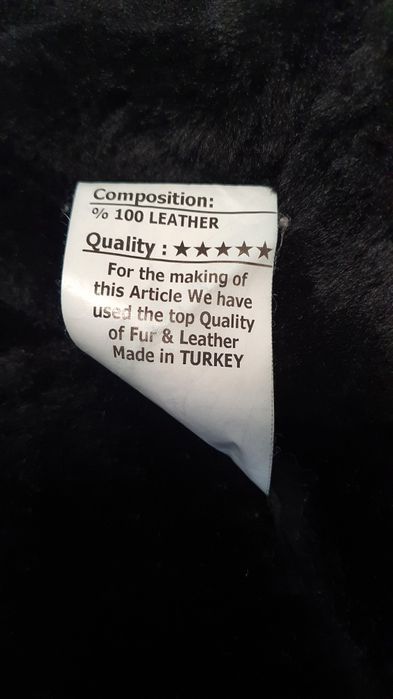 Composition:
% 100 LEATHER
Quality : ★★★★★
For the making of
this Article We have
used the top Quality
of Fur & Leather
Made in TURKEY